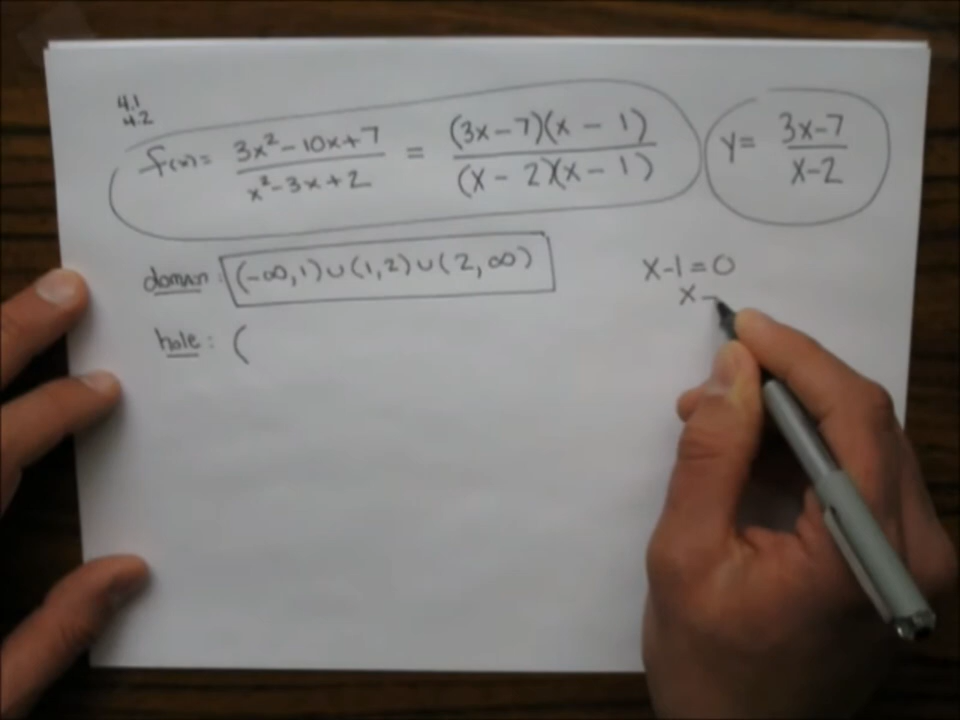 4.1
4.2
f(x) = 3x²-10x+7 / x²-3x+2 = (3x-7)(x-1) / (x-2)(x-1)
y= 3x-7 / x-2
domain: (-∞,1)∪(1,2)∪(2,∞)
x-1=0
x-
hole: (